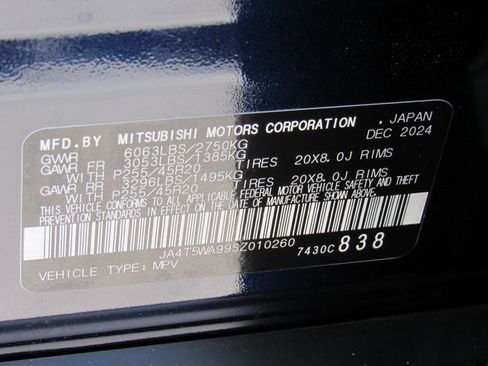 MFD.BY MITSUBISHI MOTORS CORPORATION , JAPAN
GVWR 6063LBS/2750KG DEC 2024
GAWR FR 3053LBS/1385KG
WITH P255/45R20 TIRES 20X8.0J RIMS
GAWR RR 3296LBS/1495KG
WITH P255/45R20 TIRES 20X8.0J RIMS
THIS VEHICLE CONFORMS TO ALL APPLICABLE FEDERAL MOTOR VEHICLE SAFETY, BUMPER AND THEFT
PREVENTION STANDARDS IN EFFECT ON THE DATE OF MANUFACTURE SHOWN ABOVE.
JA4T5WA99SZ010260 7430C 838
VEHICLE TYPE: MPV